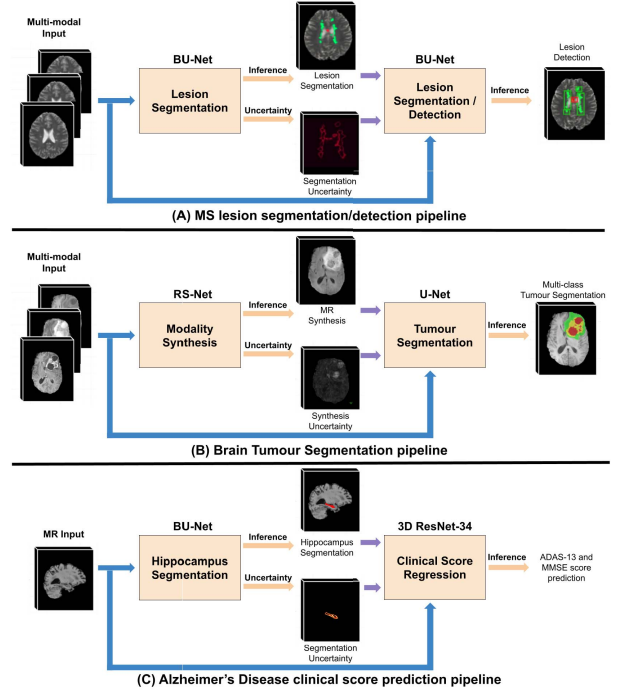 Multi-modal
Input
BU-Net
Lesion
Segmentation
Inference
Uncertainty
Lesion
Segmentation
Segmentation
Uncertainty
BU-Net
Lesion
Segmentation /
Detection
Inference
Lesion
Detection
(A) MS lesion segmentation/detection pipeline
Multi-modal
Input
RS-Net
Modality
Synthesis
Inference
Uncertainty
MR
Synthesis
Synthesis
Uncertainty
U-Net
Tumour
Segmentation
Inference
Multi-class
Tumour Segmentation
(B) Brain Tumour Segmentation pipeline
MR Input
BU-Net
Hippocampus
Segmentation
Inference
Uncertainty
Hippocampus
Segmentation
Segmentation
Uncertainty
3D ResNet-34
Clinical Score
Regression
Inference
ADAS-13 and
MMSE score
prediction
(C) Alzheimer's Disease clinical score prediction pipeline